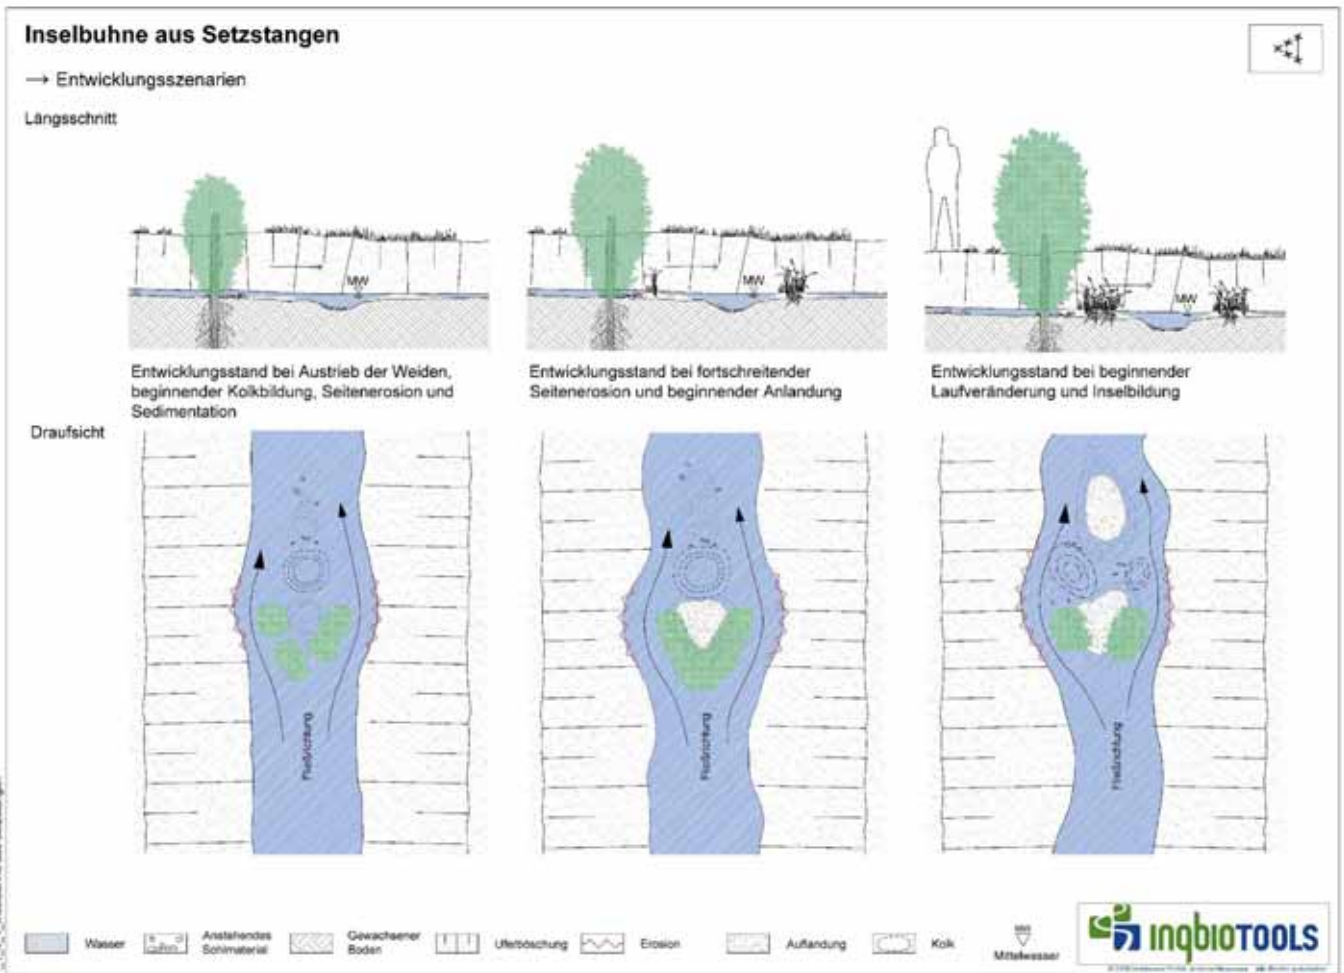 Inselbuhne aus Setzstangen
→ Entwicklungsszenarien
Längsschnitt
MW
MW
MW
Entwicklungsstand bei Austrieb der Weiden,
beginnender Kolkbildung, Seitenerosion und
Sedimentation
Entwicklungsstand bei fortschreitender
Seitenerosion und beginnender Anlandung
Entwicklungsstand bei beginnender
Laufveränderung und Inselbildung
Draufsicht
Fließrichtung
Fließrichtung
Fließrichtung
Wasser
Anstehendes
Sohlmaterial
Gewachsener
Boden
Uferböschung
Erosion
Auflandung
Kolk
MW
Mittelwasser
ingbioTOOLS